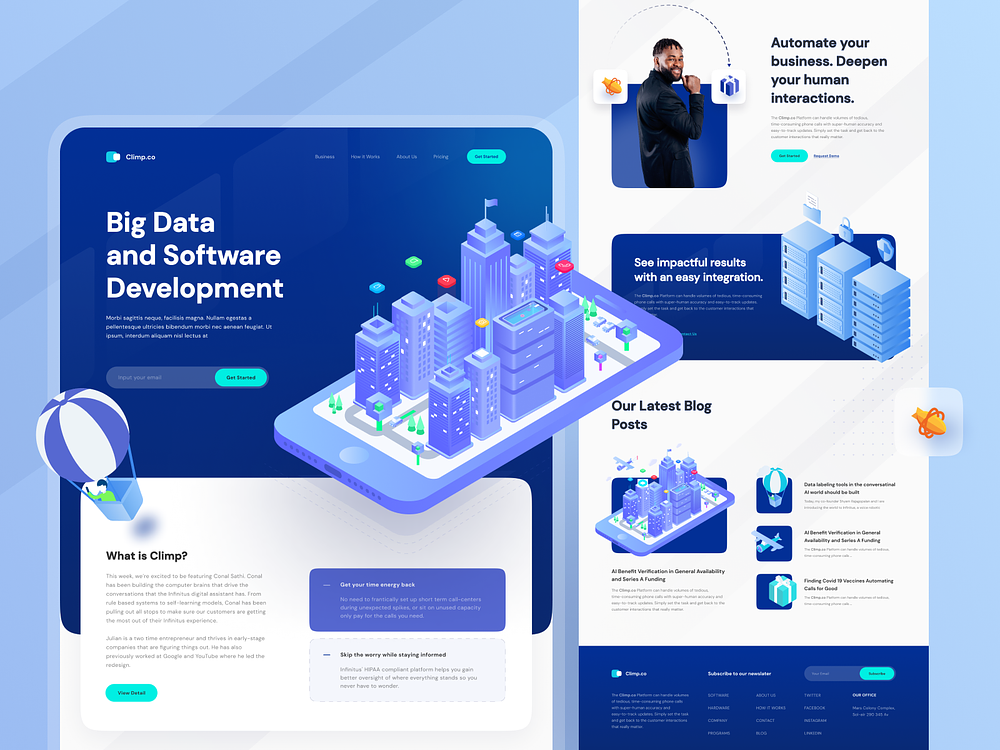 Climp.co
Business
How It Works
About Us
Pricing
Get Started
Big Data
and Software
Development
Morbi sagittis neque, facilisis magna. Nullam egestas a
pellentesque ultricies bibendum morbi nec aenean feugiat. Ut
ipsum, interdum aliquam nisl lectus at
Input your email
Get Started
What is Climp?
This week, we're excited to be featuring Conal Sathi. Conal
has been building the computer brains that drive the
conversations that the Infinitus digital assistant has. From
rule based systems to self-learning models, Conal has been
pulling out all stops to make sure our customers are getting
the most out of their Infinitus experience.
Julian is a two time entrepreneur and thrives in early-stage
companies that are figuring things out. He has also
previously worked at Google and YouTube where he led the
redesign.
View Detail
Get your time energy back
No need to frantically set up short term call-centers
during unexpected spikes, or sit on unused capacity
only pay for the calls you need.
Skip the worry while staying informed
Infinitus' HIPAA compliant platform helps you gain
better oversight of where everything stands so you
never have to wonder.
Automate your
business. Deepen
your human
interactions.
The Climp.co Platform can handle volumes of tedious,
time-consuming phone calls with super-human accuracy and
easy-to-track updates. Simply set the task and get back to the
customer interactions that really matter.
Get Started
Request Demo
See impactful results
with an easy integration.
The Climp.co Platform can handle volumes of tedious, time-consuming
phone calls with super-human accuracy and easy-to-track updates.
set the task and get back to the customer interactions that
Our Latest Blog
Posts
AI Benefit Verification in General Availability
and Series A Funding
The Climp.co Platform can handle volumes of tedious,
time-consuming phone calls with super-human accuracy
and easy-to-track updates. Simply set the task and get
back to the customer interactions that really matter.
Data labeling tools in the conversatinal
AI world should be built
AI Benefit Verification in General
Availability and Series A Funding
The Climp.co Platform can handle volumes of tedious,
time-consuming phone calls...
Finding Covid 19 Vaccines Automating
Calls for Good
The Climp.co Platform can handle volumes of tedious,
time-consuming phone calls...
Climp.co
Subscribe to our newslater
Your Email
Subscribe
The Climp.co Platform can handle volumes
of tedious, time-consuming phone calls
with super-human accuracy and
easy-to-track updates. Simply set the task
and get back to the customer interactions
that really matter.
SOFTWARE
HARDWARE
COMPANY
PROGRAME
ABOUT US
HOW IT WORKS
CONTACT
BLOG
TWITTER
FACEBOOK
INSTAGRAM
LINKEDIN
OUR OFFICE